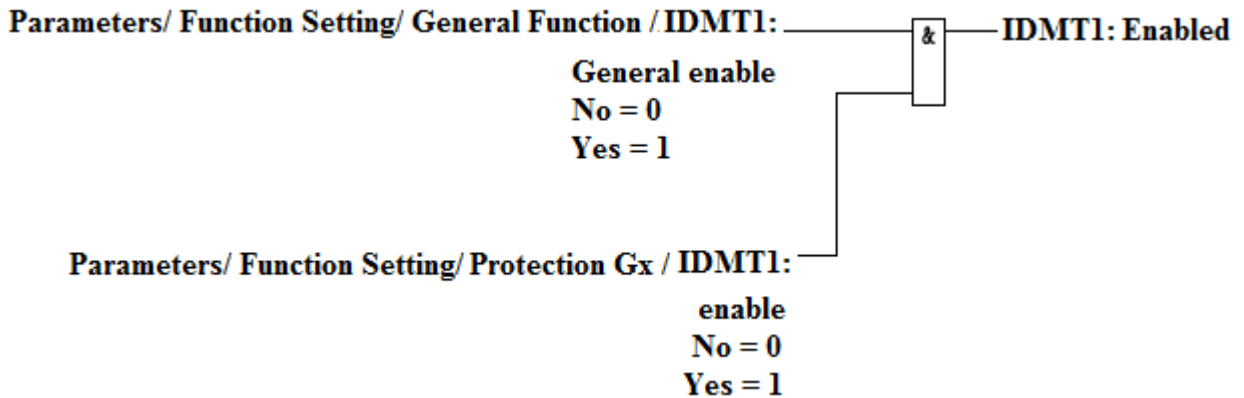 Parameters/ Function Setting/ General Function / IDMT1:
&
IDMT1: Enabled
General enable
No = 0
Yes = 1
Parameters/ Function Setting/ Protection Gx / IDMT1:
enable
No = 0
Yes = 1